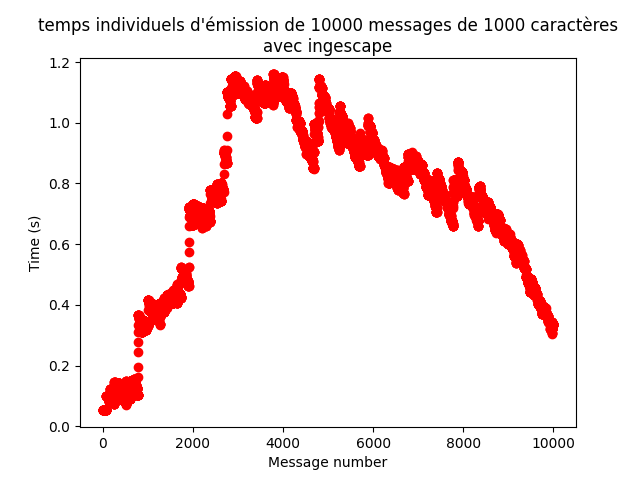 temps individuels d'émission de 10000 messages de 1000 caractères
avec ingescape
1.2
1.0
0.8
0.6
0.4
0.2
0.0
Time (s)
0 2000 4000 6000 8000 10000
Message number